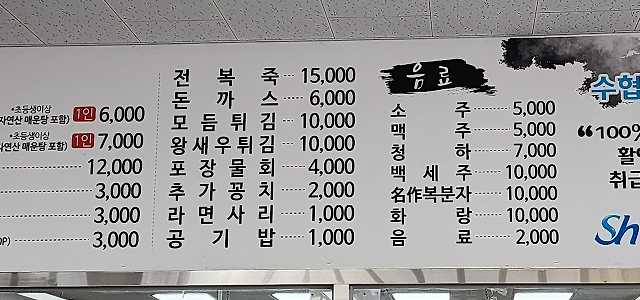 *초등생이상
자연산 매운탕 포함) 1인 6,000
*초등생이상
자연산 매운탕 포함) 1인 7,000
12,000
3,000
3,000
3,000
전복죽 15,000
돈까스 6,000
모듬튀김 10,000
왕새우튀김 10,000
포장물회 4,000
추가꽁치 2,000
라면사리 1,000
공기밥 1,000
음료
소주 5,000
맥주 5,000
청하 7,000
백세주 10,000
名作복분자 10,000
화랑 10,000
음료 2,000
수협
“100%
활어
취급
Sh